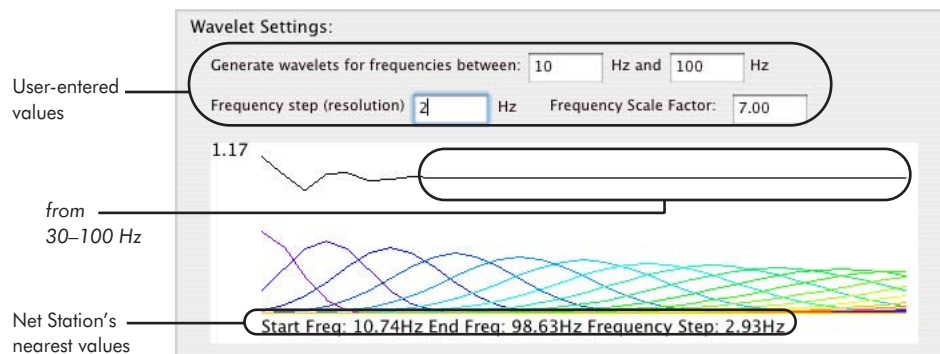 Wavelet Settings:
Generate wavelets for frequencies between: 10 Hz and 100 Hz
User-entered
values
Frequency step (resolution) 2 Hz Frequency Scale Factor: 7.00
1.17
from
30–100 Hz
Net Station's
nearest values
Start Freq: 10.74Hz End Freq: 98.63Hz Frequency Step: 2.93Hz